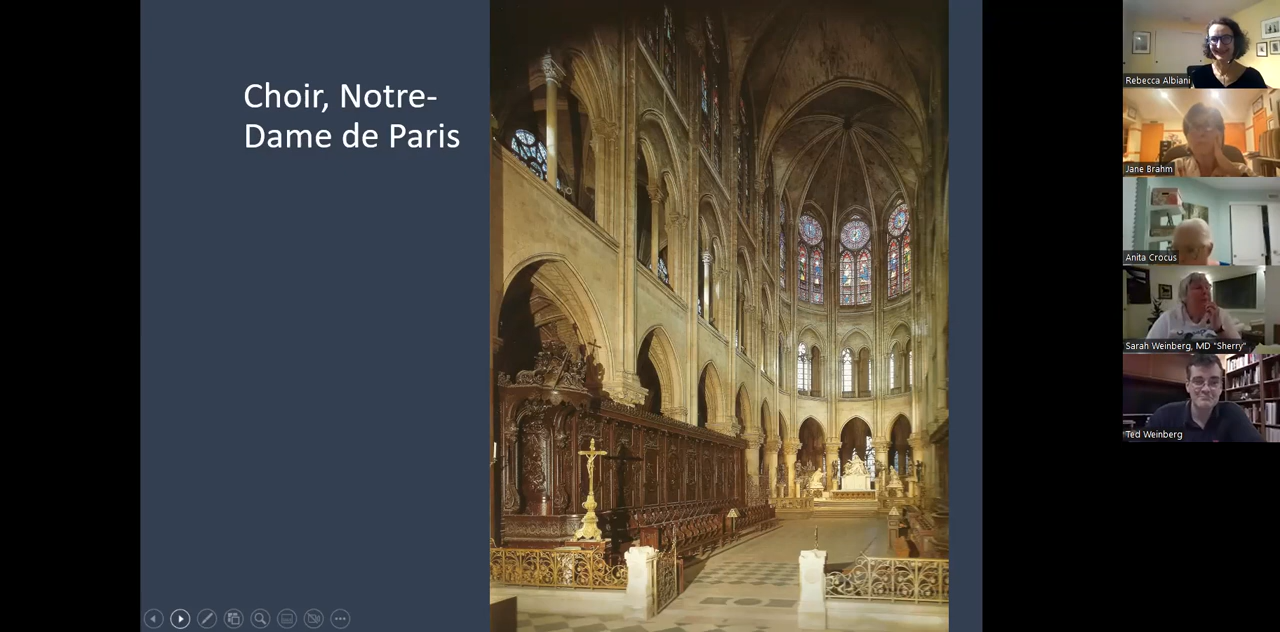 Choir, Notre-
Dame de Paris
Rebecca Albiani
Jane Brahm
Anita Crocus
Sarah Weinberg, MD "Sherry"
Ted Weinberg